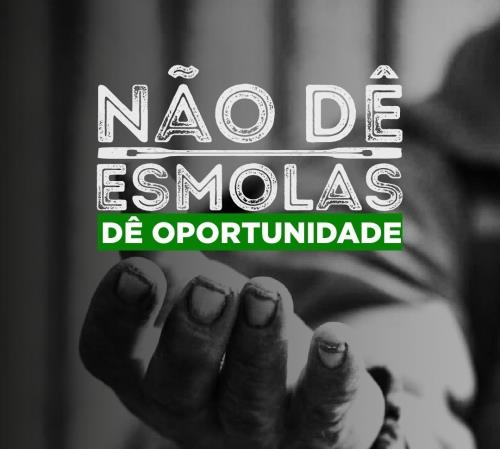 NÃO DÊ
ESMOLAS
DÊ OPORTUNIDADE